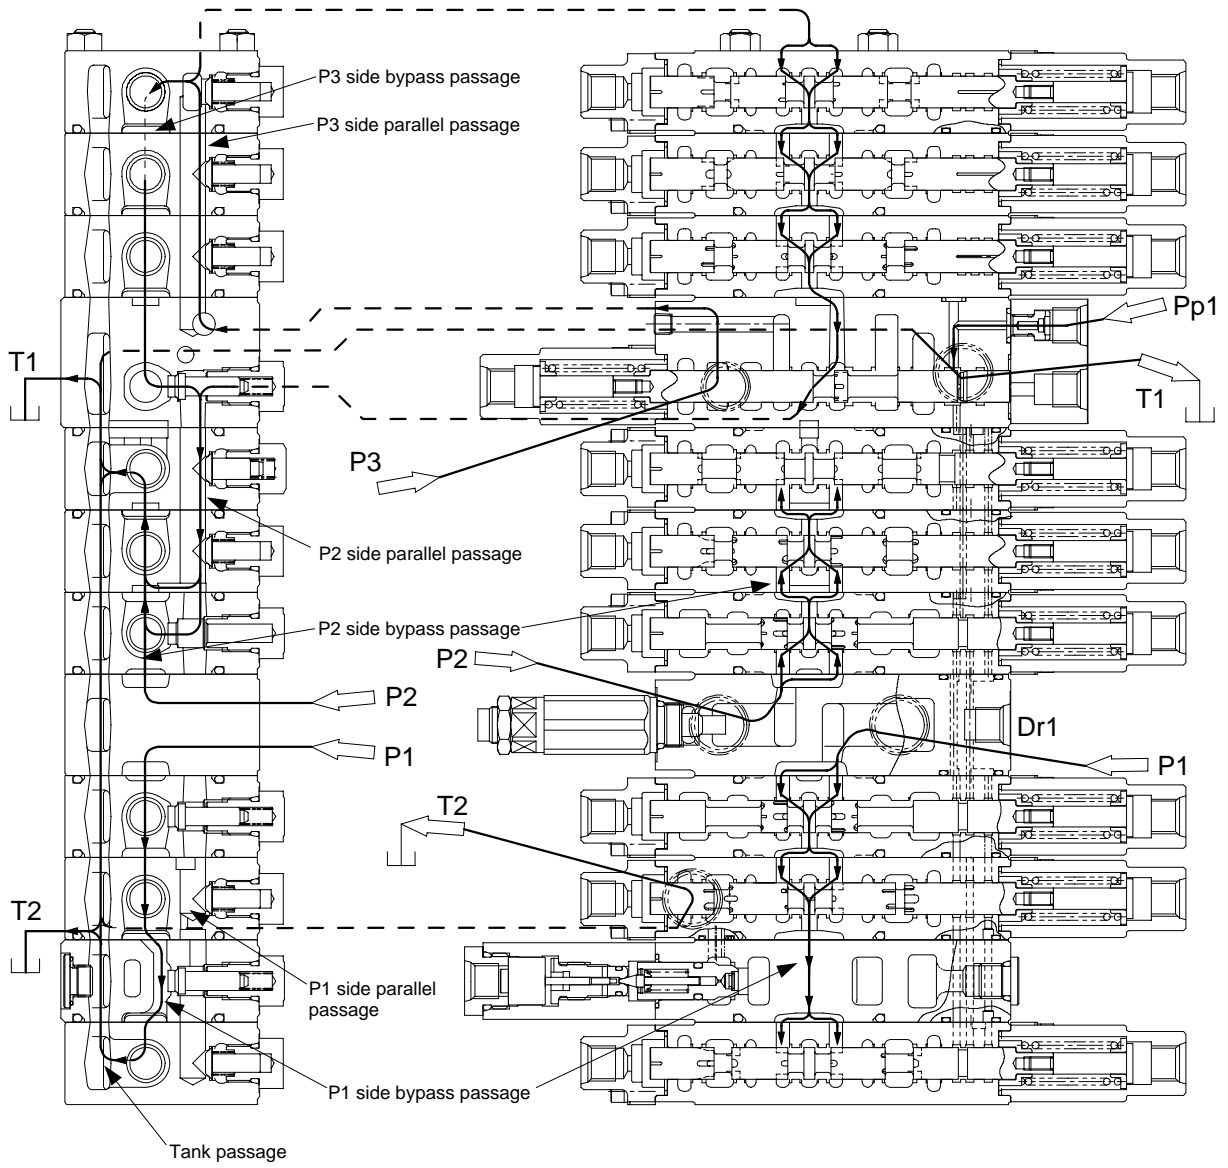 P3 side bypass passage
P3 side parallel passage
Pp1
T1
T1
P3
P2 side parallel passage
P2 side bypass passage
P2
P2
Dr1
P1
P1
T2
T2
P1 side parallel
passage
P1 side bypass passage
Tank passage